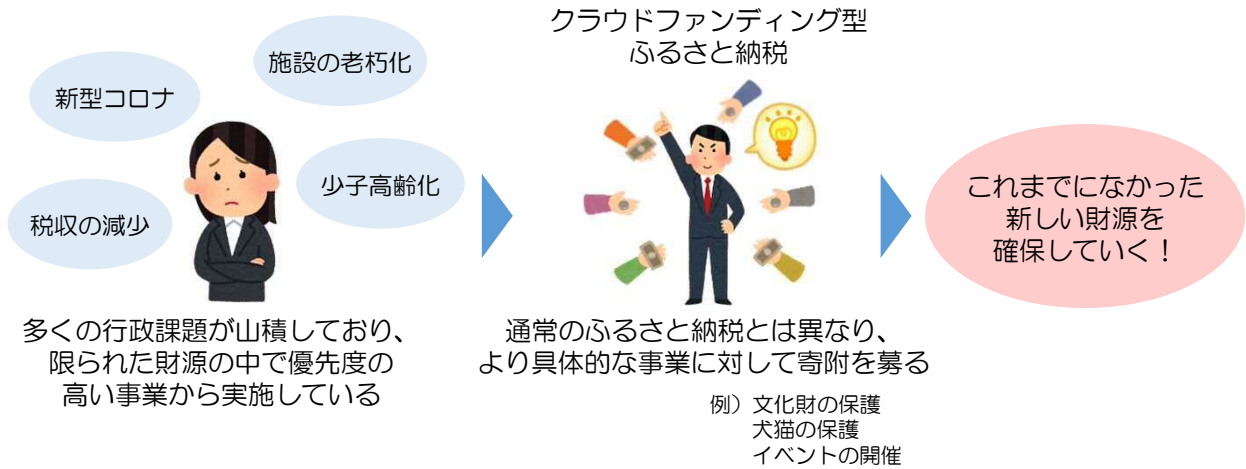 新型コロナ
施設の老朽化
税収の減少
少子高齢化
多くの行政課題が山積しており、
限られた財源の中で優先度の
高い事業から実施している
クラウドファンディング型
ふるさと納税
通常のふるさと納税とは異なり、
より具体的な事業に対して寄附を募る
例）文化財の保護
犬猫の保護
イベントの開催
これまでになかった
新しい財源を
確保していく！